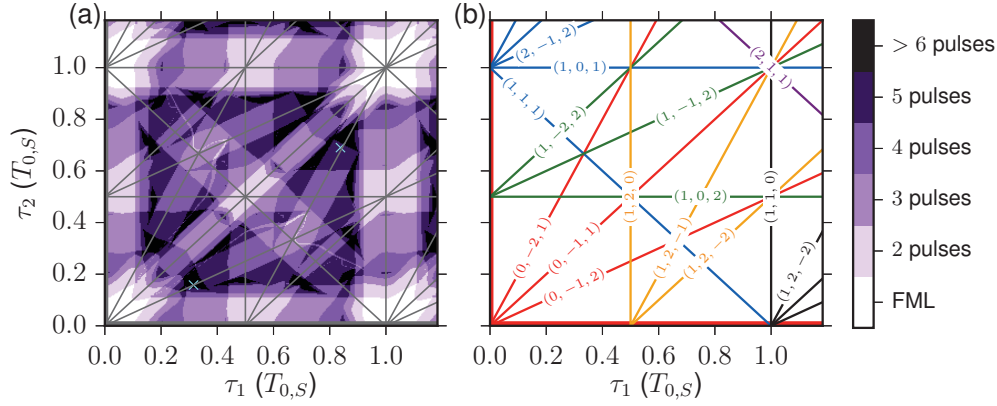 (a)
(b)
τ₂ (T₀,S)
1.0
0.8
0.6
0.4
0.2
0.0
0.0 0.2 0.4 0.6 0.8 1.0
τ₁ (T₀,S)
(2, −1, 2)
(1, 0, 1)
(1, 1, 1)
(2, 1, 1)
(1, −2, 2)
(1, −1, 2)
(1, 0, 2)
(1, 2, 0)
(1, 1, 0)
(0, −2, 1)
(0, −1, 1)
(0, −1, 2)
(1, 2, −1)
(1, 2, −2)
(1, 2, −2)
0.0 0.2 0.4 0.6 0.8 1.0
τ₁ (T₀,S)
> 6 pulses
5 pulses
4 pulses
3 pulses
2 pulses
FML